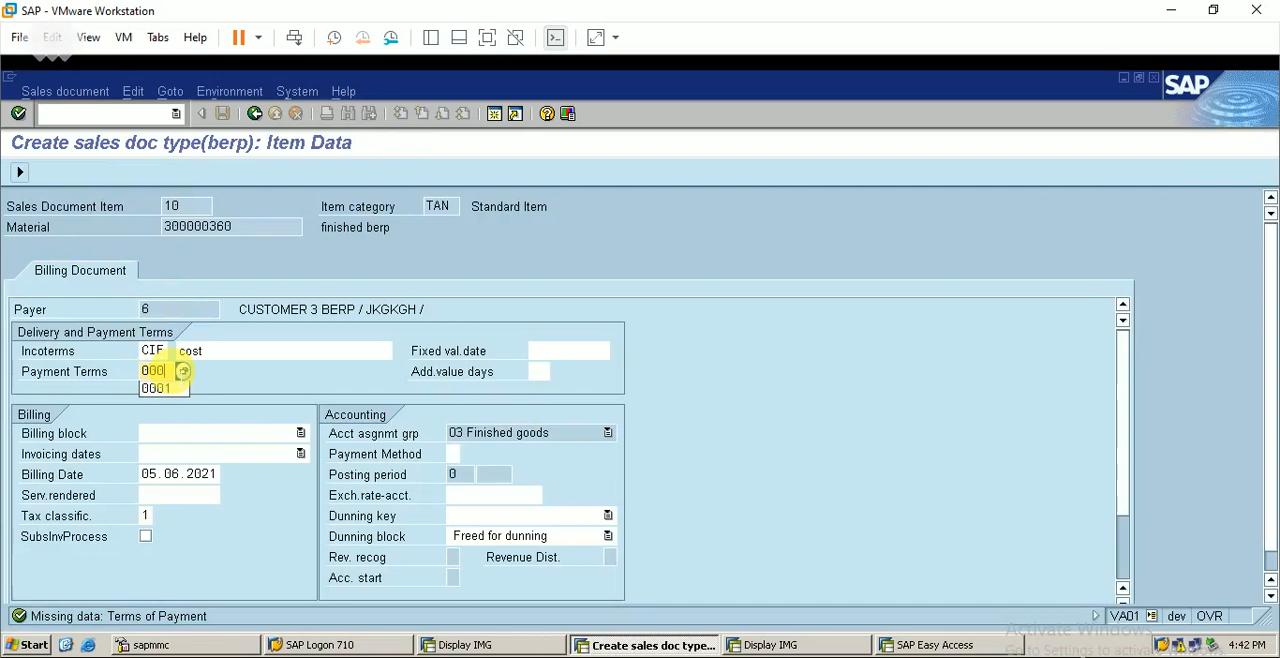 SAP - VMware Workstation
File Edit View VM Tabs Help
Sales document Edit Goto Environment System Help
SAP
Create sales doc type(berp): Item Data
Sales Document Item 10 Item category TAN Standard Item
Material 300000360 finished berp
Billing Document
Payer 6 CUSTOMER 3 BERP / JKGKGH /
Delivery and Payment Terms
Incoterms CIF cost Fixed val.date
Payment Terms 000 Add.value days
0001
Billing Accounting
Billing block Acct asgnmt grp 03 Finished goods
Invoicing dates Payment Method
Billing Date 05.06.2021 Posting period 0
Serv.rendered Exch.rate-acct.
Tax classific. 1 Dunning key
SubsInvProcess Dunning block Freed for dunning
Rev. recog Revenue Dist.
Acc. start
Missing data: Terms of Payment VA01 dev OVR
Activate Windows
Go to Settings to activate
Start sapmmc SAP Logon 710 Display IMG Create sales doc type... Display IMG SAP Easy Access 4:42 PM